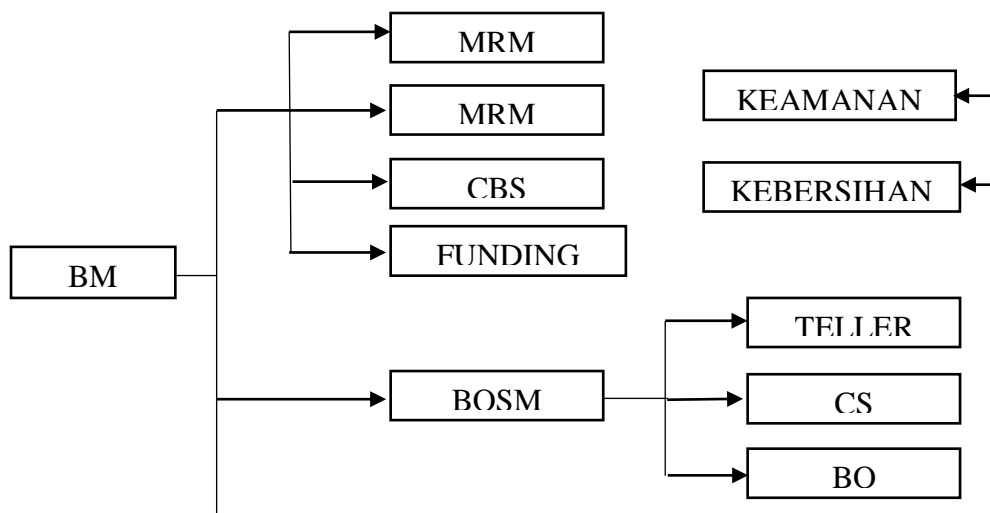 MRM
KEAMANAN
MRM
CBS
KEBERSIHAN
FUNDING
BM
TELLER
BOSM
CS
BO